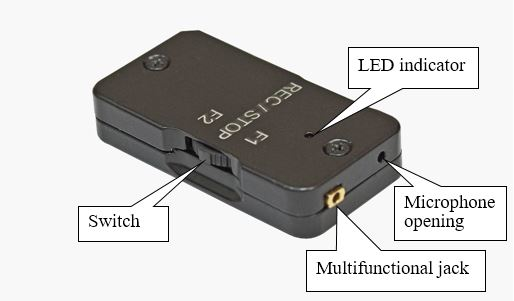 LED indicator
REC/STOP
F1
F2
Switch
Microphone
opening
Multifunctional jack